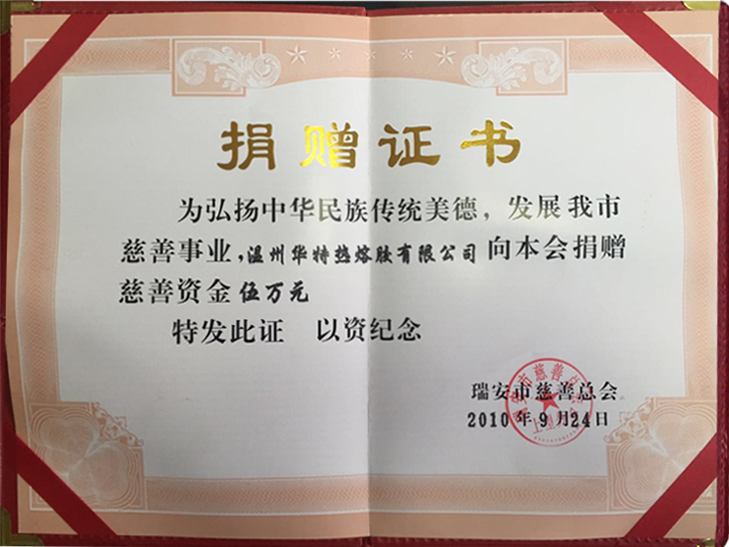 捐赠证书
为弘扬中华民族传统美德，发展我市
慈善事业，温州华特热熔胶有限公司向本会捐赠
慈善资金伍万元
特发此证 以资纪念
瑞安市慈善总会
2010年9月24日